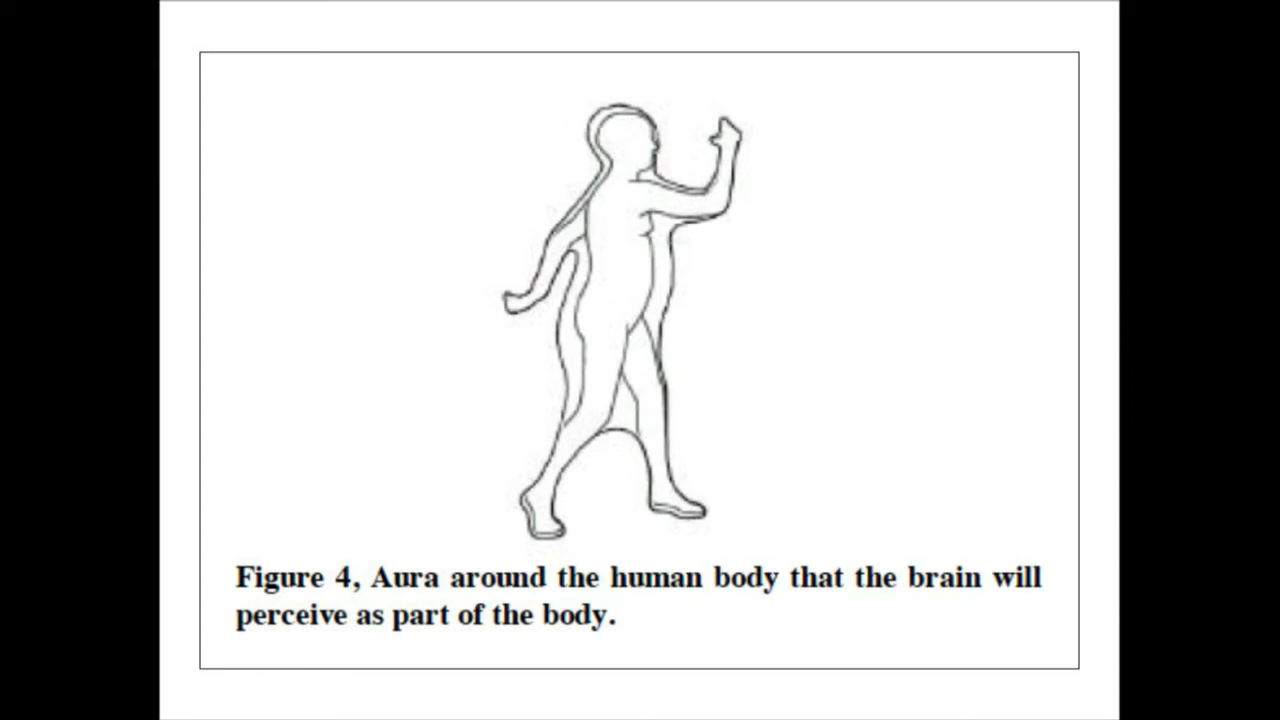 Figure 4, Aura around the human body that the brain will
perceive as part of the body.